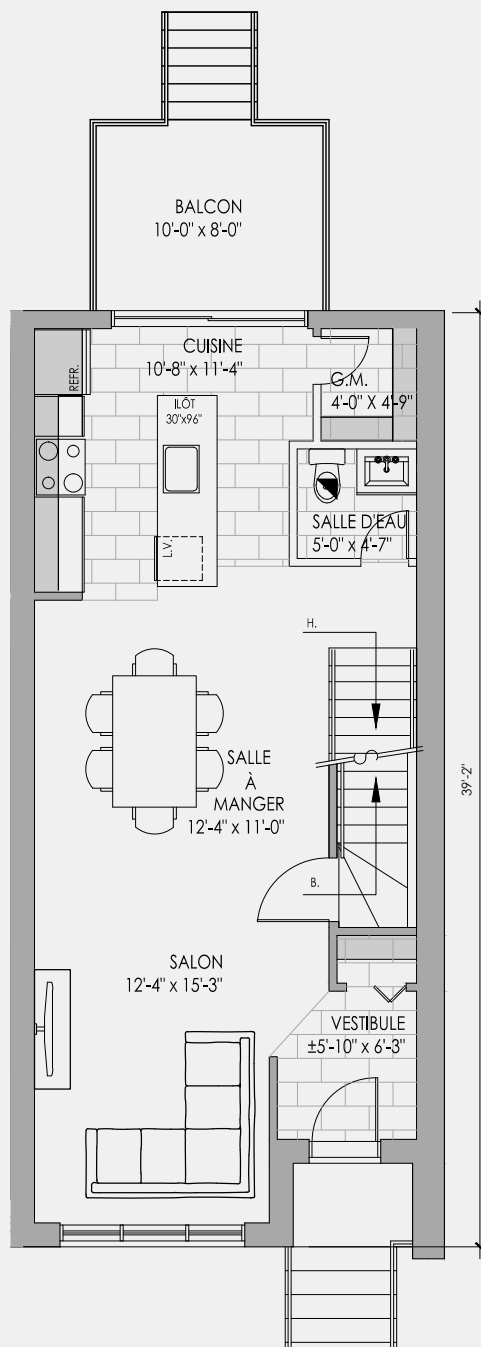 BALCON
10'-0" x 8'-0"
CUISINE
10'-8" x 11'-4"
REFR.
G.M.
4'-0" X 4'-9"
ILÔT
30"x96"
SALLE D'EAU
5'-0" x 4'-7"
L.V.
H.
SALLE
À
MANGER
12'-4" x 11'-0"
39'-2"
B.
SALON
12'-4" x 15'-3"
VESTIBULE
±5'-10" x 6'-3"